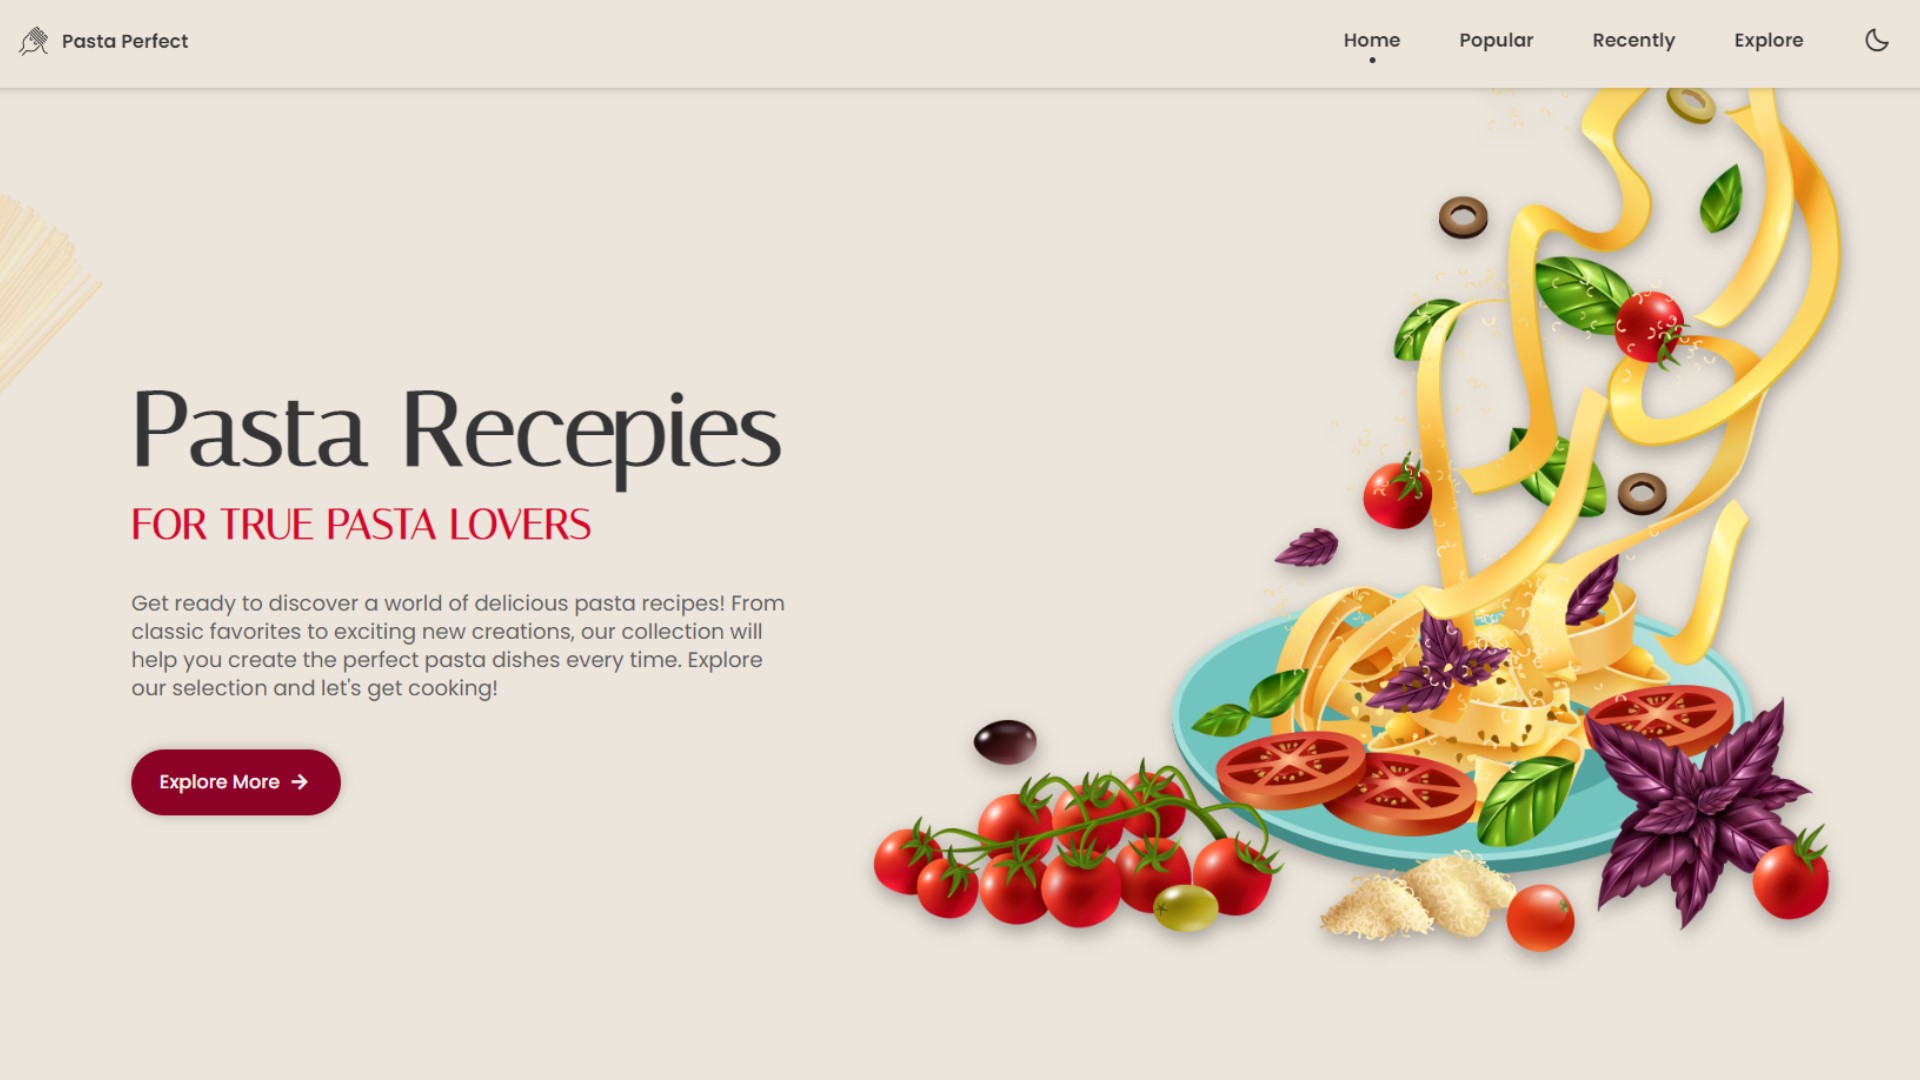 Pasta Perfect
Home
Popular
Recently
Explore
Pasta Recepies
FOR TRUE PASTA LOVERS
Get ready to discover a world of delicious pasta recipes! From
classic favorites to exciting new creations, our collection will
help you create the perfect pasta dishes every time. Explore
our selection and let's get cooking!
Explore More